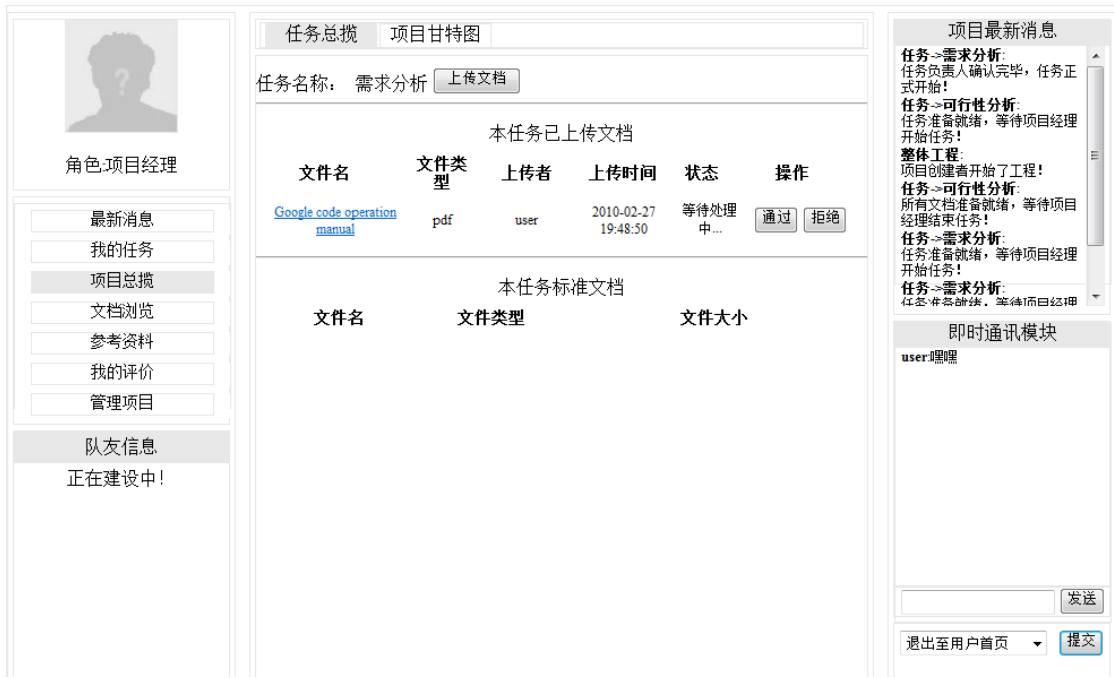 角色:项目经理
最新消息
我的任务
项目总揽
文档浏览
参考资料
我的评价
管理项目
队友信息
正在建设中!
任务总揽 项目甘特图
任务名称: 需求分析 上传文档
本任务已上传文档
文件名 文件类型 上传者 上传时间 状态 操作
Google code operation manual pdf user 2010-02-27 19:48:50 等待处理中... 通过 拒绝
本任务标准文档
文件名 文件类型 文件大小
项目最新消息
任务->需求分析:
任务负责人确认完毕，任务正
式开始!
任务->可行性分析:
任务准备就绪，等待项目经理
开始任务!
整体工程:
项目创建者开始了工程!
任务->可行性分析:
所有文档准备就绪，等待项目
经理结束任务!
任务->需求分析:
任务准备就绪，等待项目经理
开始任务!
任务->需求分析:
任务准备就绪，等待项目经理
即时通讯模块
user:嘿嘿
发送
退出至用户首页 提交